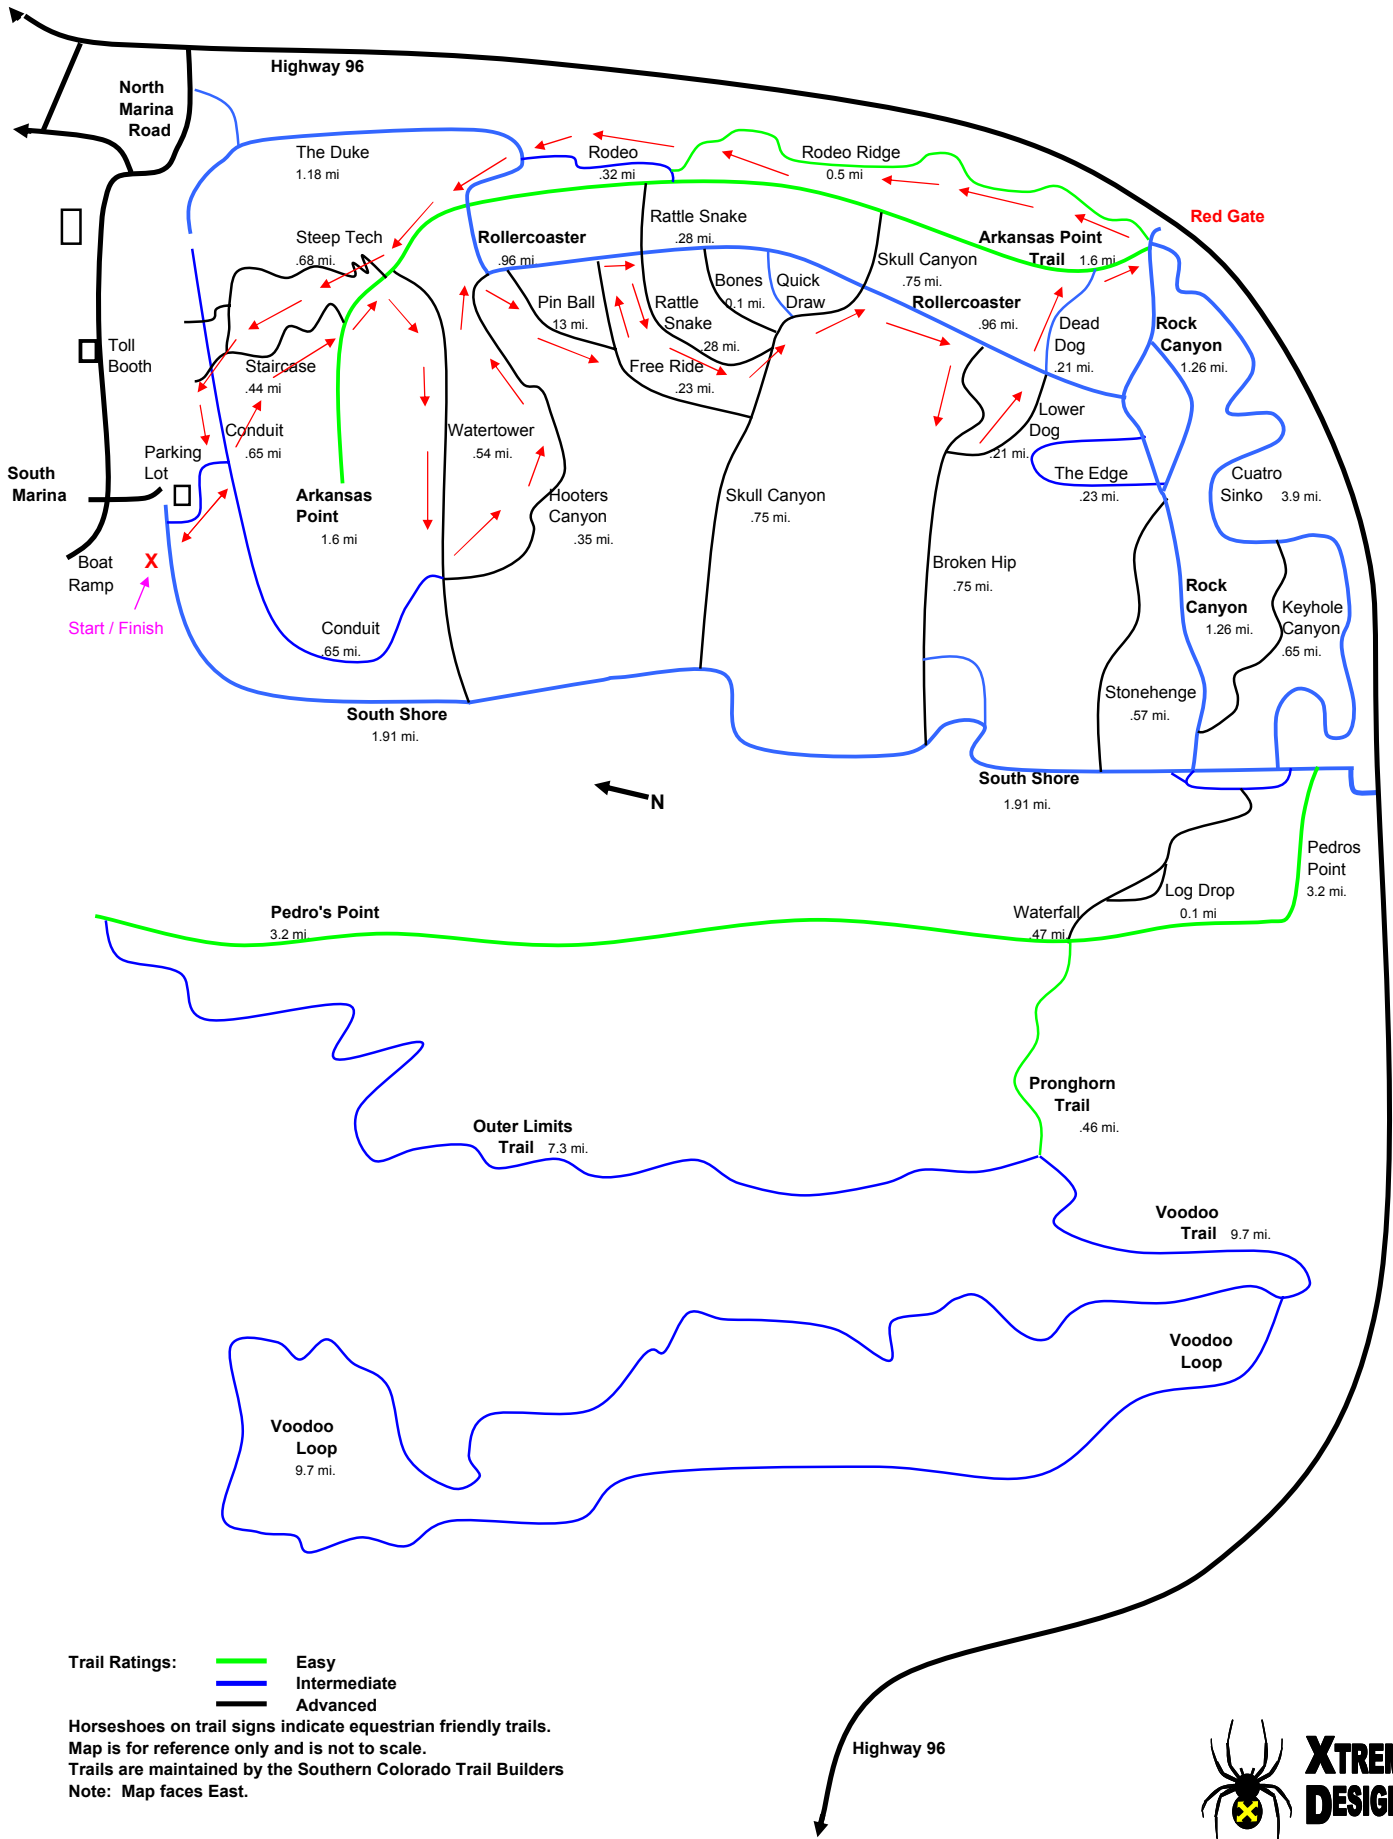 Highway 96
North
Marina
Road
The Duke
1.18 mi
Rodeo
.32 mi
Rodeo Ridge
0.5 mi
Red Gate
Steep Tech
.68 mi.
Rollercoaster
.96 mi
Rattle Snake
.28 mi.
Skull Canyon
.75 mi.
Arkansas Point
Trail 1.6 mi
Pin Ball
.13 mi.
Rattle
Snake
.28 mi.
Bones
0.1 mi.
Quick
Draw
Rollercoaster
.96 mi.
Dead
Dog
.21 mi.
Rock
Canyon
1.26 mi.
Toll
Booth
Staircase
.44 mi
Free Ride
.23 mi.
Conduit
.65 mi
Watertower
.54 mi.
Lower
Dog
.21 mi.
Parking
Lot
South
Marina
Arkansas
Point
1.6 mi
Hooters
Canyon
.35 mi.
Skull Canyon
.75 mi.
The Edge
.23 mi.
Cuatro
Sinko 3.9 mi.
Boat
Ramp
X
Start / Finish
Broken Hip
.75 mi.
Rock
Canyon
1.26 mi.
Keyhole
Canyon
.65 mi.
Conduit
.65 mi.
Stonehenge
.57 mi.
South Shore
1.91 mi.
South Shore
1.91 mi.
N
Pedros
Point
3.2 mi.
Log Drop
0.1 mi
Waterfall
.47 mi.
Pedro's Point
3.2 mi.
Pronghorn
Trail
.46 mi.
Outer Limits
Trail 7.3 mi.
Voodoo
Trail 9.7 mi.
Voodoo
Loop
Voodoo
Loop
9.7 mi.
Trail Ratings:
Easy
Intermediate
Advanced
Horseshoes on trail signs indicate equestrian friendly trails.
Map is for reference only and is not to scale.
Trails are maintained by the Southern Colorado Trail Builders
Note: Map faces East.
Highway 96